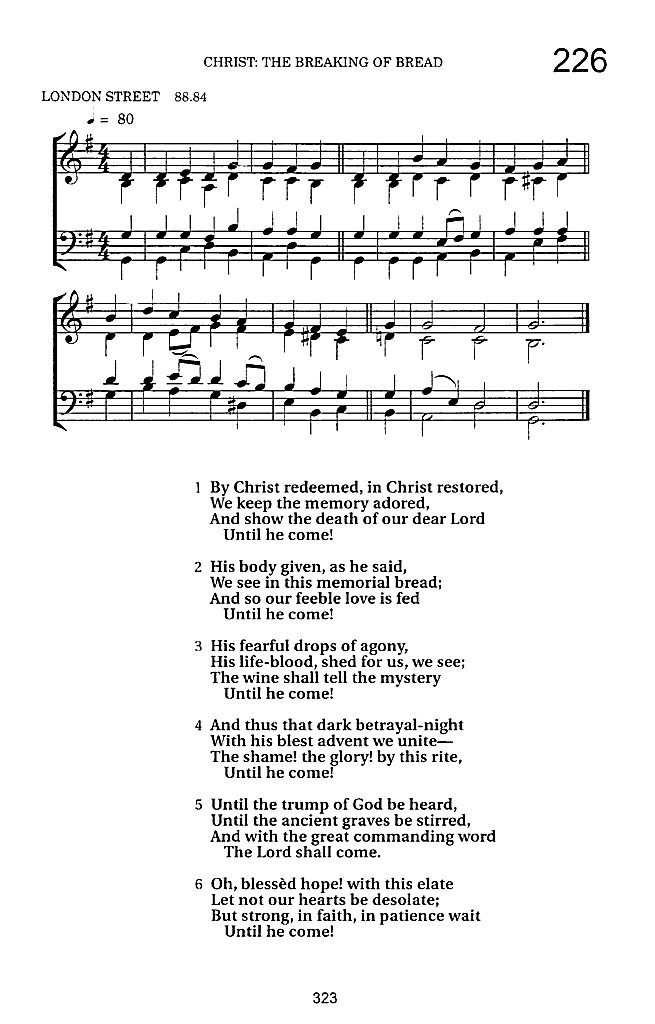 226
CHRIST: THE BREAKING OF BREAD
LONDON STREET 88.84
♩ = 80
1 By Christ redeemed, in Christ restored,
We keep the memory adored,
And show the death of our dear Lord
Until he come!
2 His body given, as he said,
We see in this memorial bread;
And so our feeble love is fed
Until he come!
3 His fearful drops of agony,
His life-blood, shed for us, we see;
The wine shall tell the mystery
Until he come!
4 And thus that dark betrayal-night
With his blest advent we unite—
The shame! the glory! by this rite,
Until he come!
5 Until the trump of God be heard,
Until the ancient graves be stirred,
And with the great commanding word
The Lord shall come.
6 Oh, blessèd hope! with this elate
Let not our hearts be desolate;
But strong, in faith, in patience wait
Until he come!
323